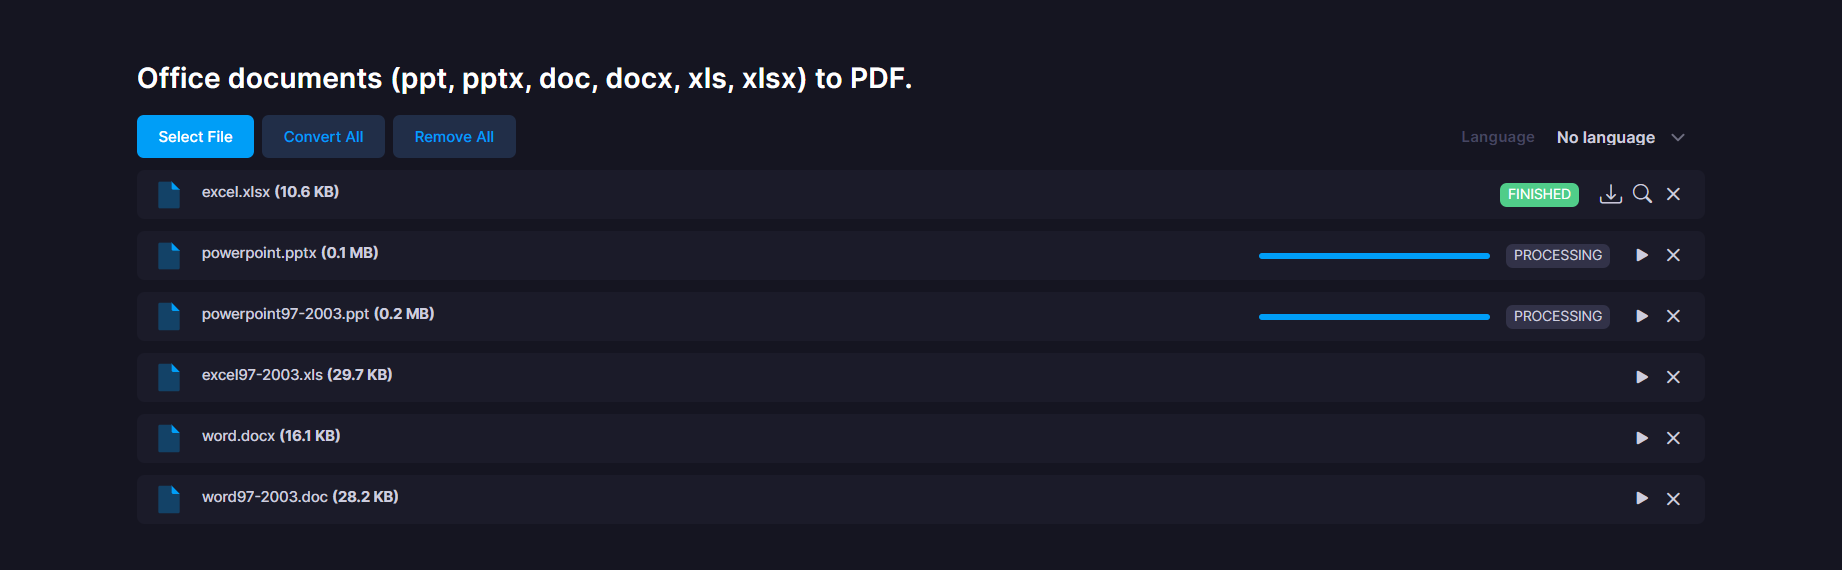 Office documents (ppt, pptx, doc, docx, xls, xlsx) to PDF.
Select File Convert All Remove All Language No language
excel.xlsx (10.6 KB) FINISHED
powerpoint.pptx (0.1 MB) PROCESSING
powerpoint97-2003.ppt (0.2 MB) PROCESSING
excel97-2003.xls (29.7 KB)
word.docx (16.1 KB)
word97-2003.doc (28.2 KB)